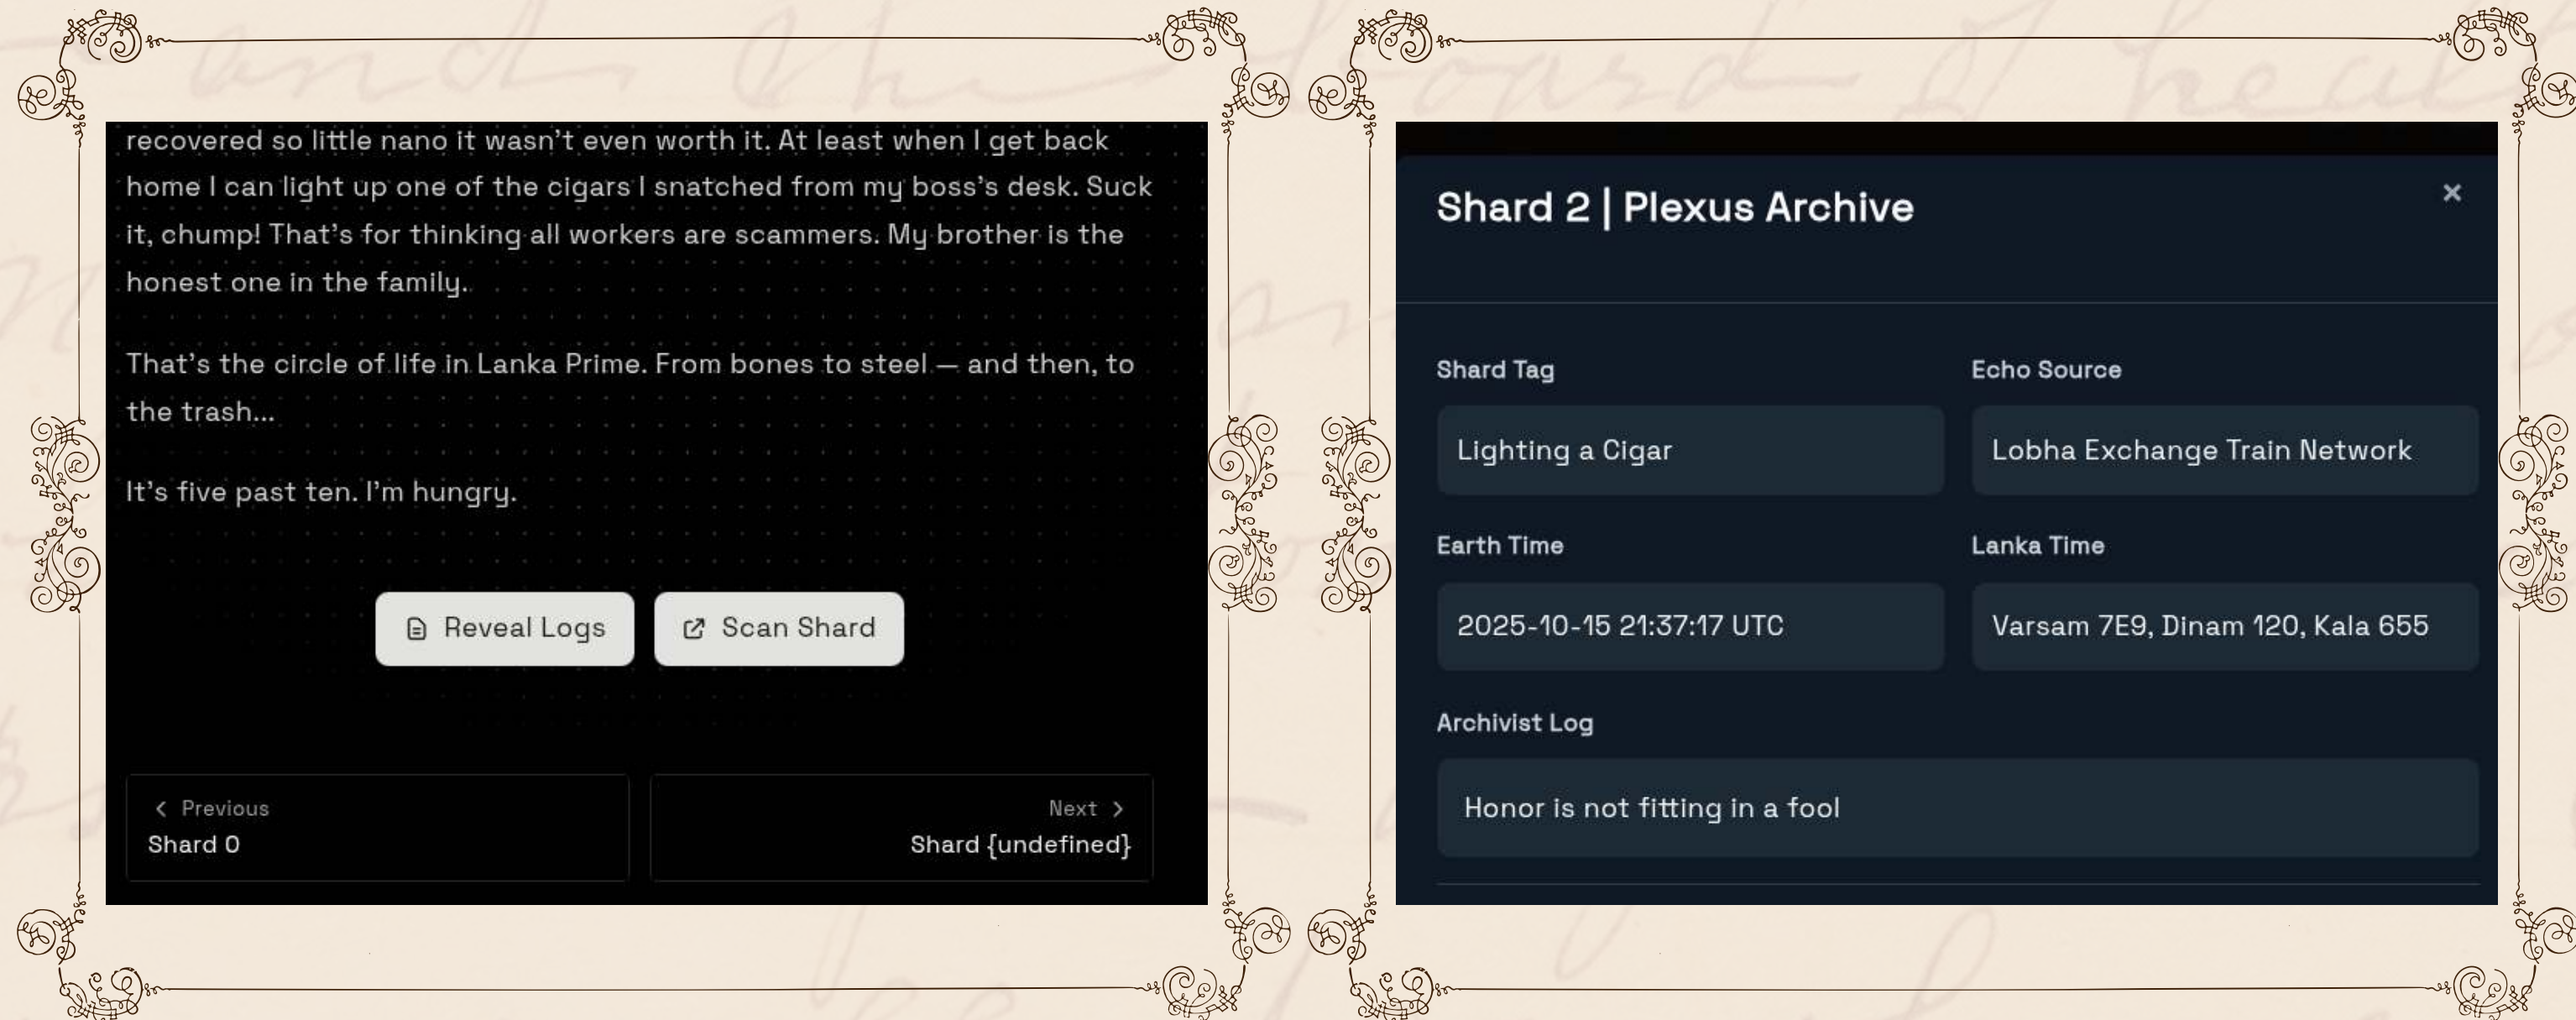 recovered so little nano it wasn't even worth it. At least when I get back
home I can light up one of the cigars I snatched from my boss's desk. Suck
it, chump! That's for thinking all workers are scammers. My brother is the
honest one in the family.
That's the circle of life in Lanka Prime. From bones to steel — and then, to
the trash...
It's five past ten. I'm hungry.
Reveal Logs
Scan Shard
Previous
Shard 0
Next
Shard {undefined}
Shard 2 | Plexus Archive
Shard Tag
Echo Source
Lighting a Cigar
Lobha Exchange Train Network
Earth Time
Lanka Time
2025-10-15 21:37:17 UTC
Varsam 7E9, Dinam 120, Kala 655
Archivist Log
Honor is not fitting in a fool